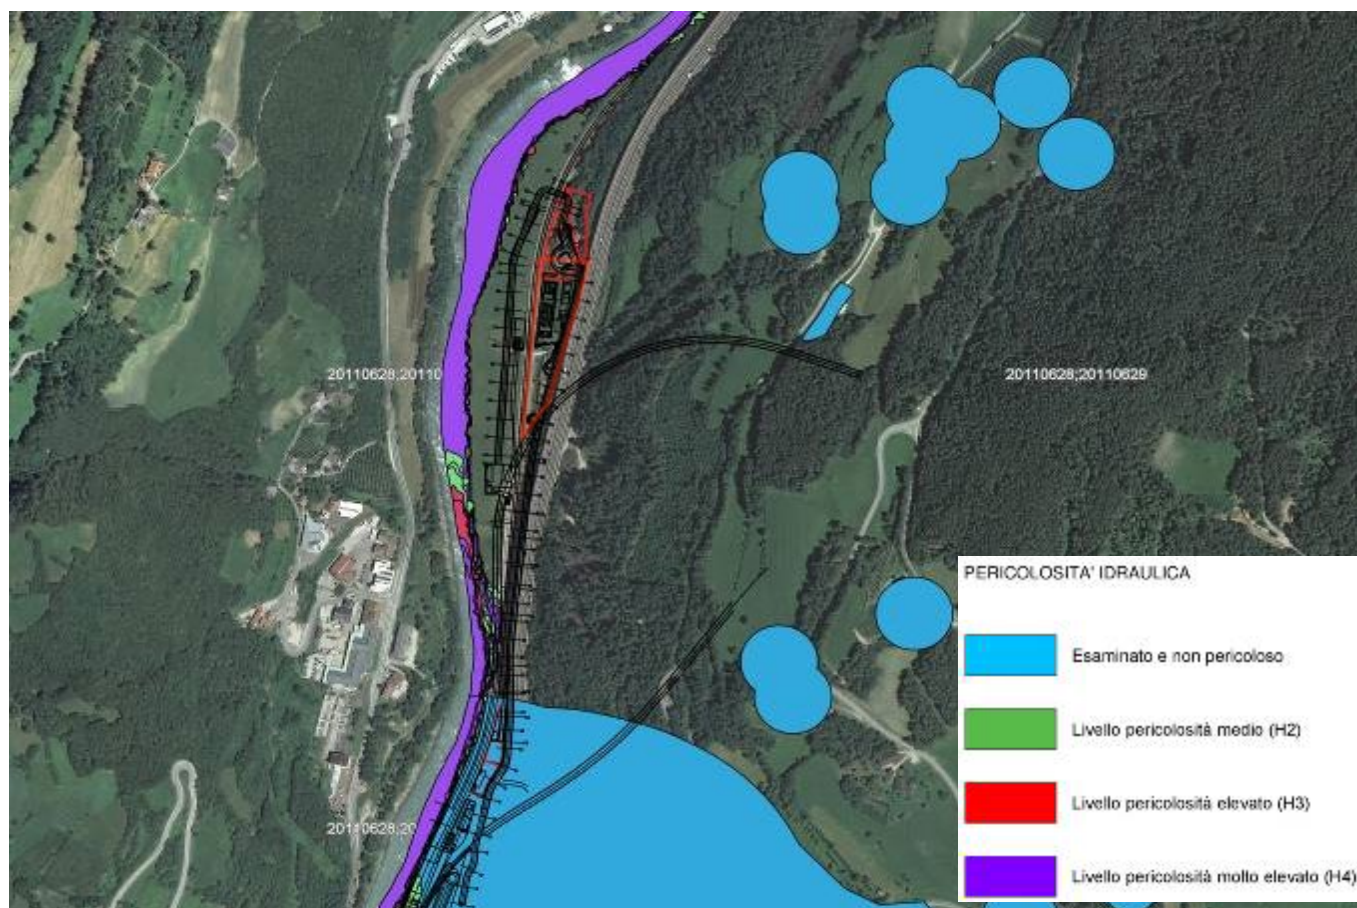 20110628;20110
20110628;20110629
PERICOLOSITA' IDRAULICA
Esaminato e non pericoloso
Livello pericolosità medio (H2)
Livello pericolosità elevato (H3)
20110628;20
Livello pericolosità molto elevato (H4)